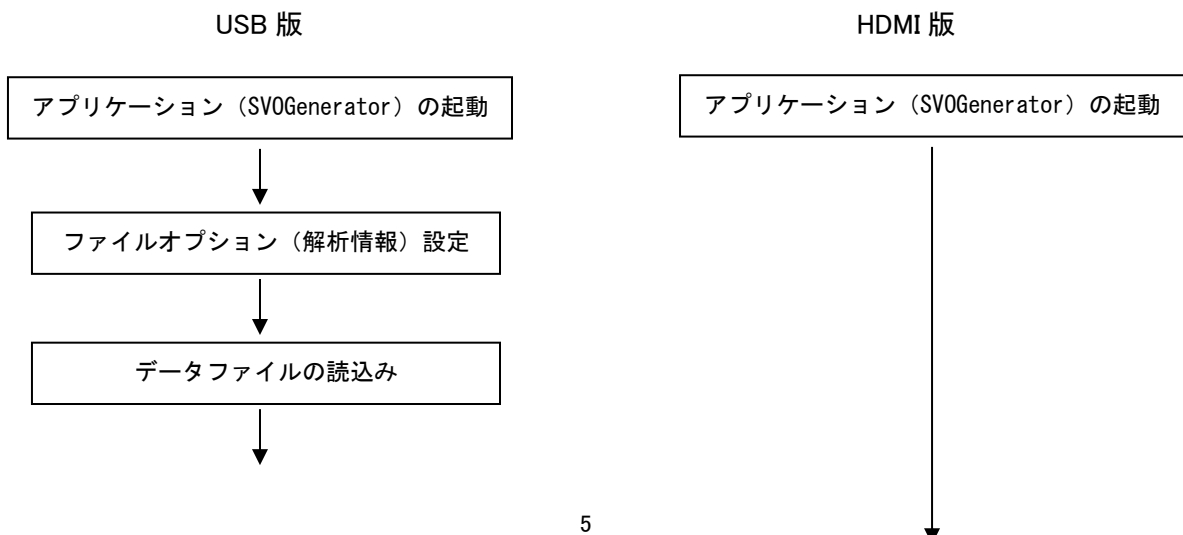 USB 版
HDMI 版
アプリケーション（SVOGenerator）の起動
アプリケーション（SVOGenerator）の起動
ファイルオプション（解析情報）設定
データファイルの読込み
5